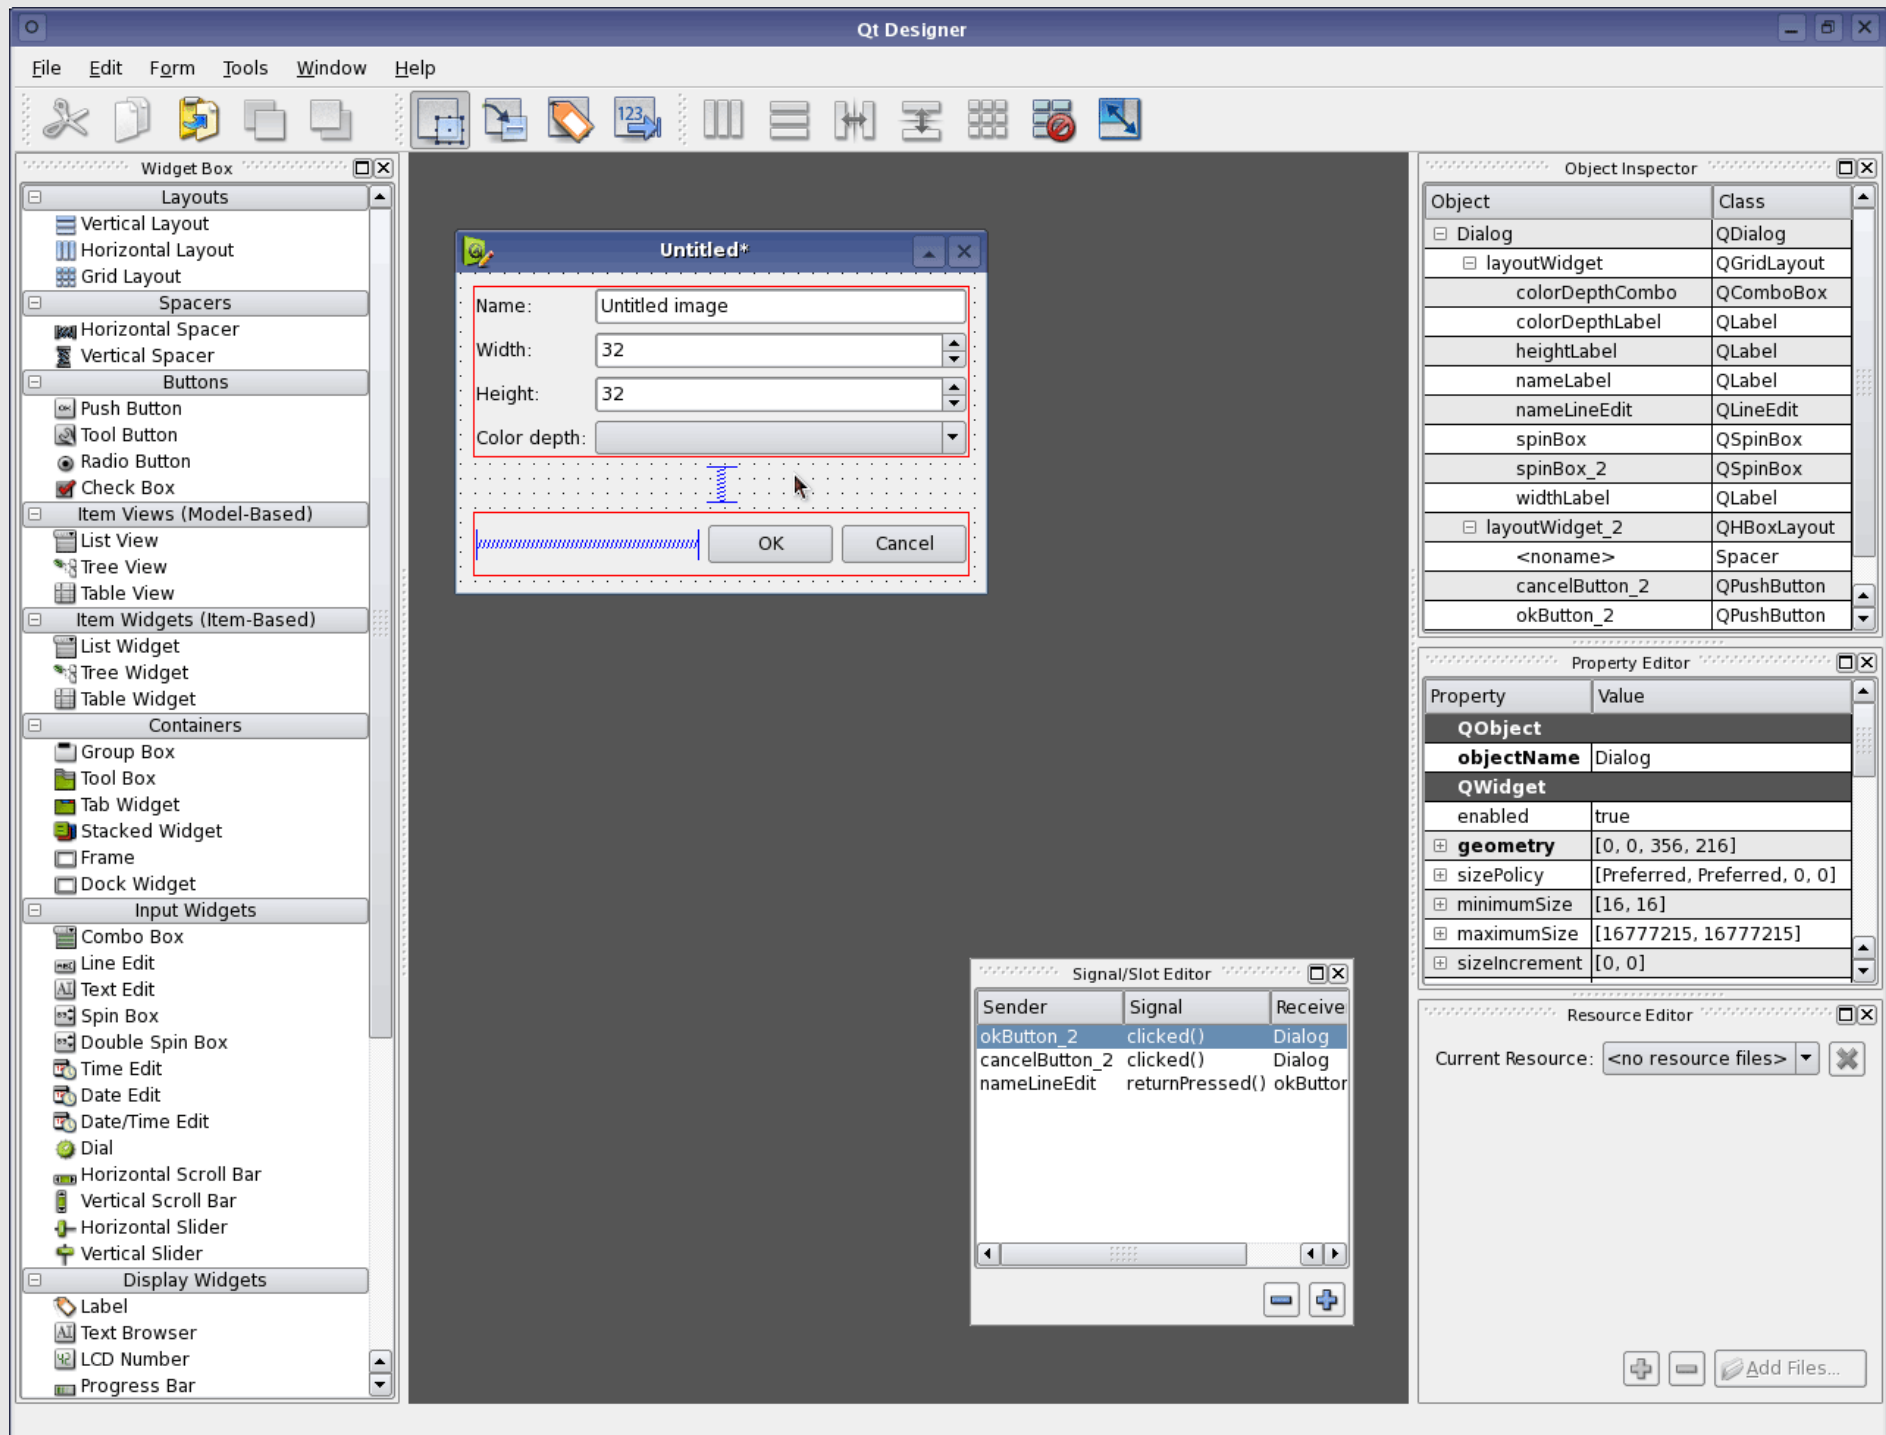 Qt Designer
File Edit Form Tools Window Help
123
Widget Box
Layouts
Vertical Layout
Horizontal Layout
Grid Layout
Spacers
Horizontal Spacer
Vertical Spacer
Buttons
Push Button
Tool Button
Radio Button
Check Box
Item Views (Model-Based)
List View
Tree View
Table View
Item Widgets (Item-Based)
List Widget
Tree Widget
Table Widget
Containers
Group Box
Tool Box
Tab Widget
Stacked Widget
Frame
Dock Widget
Input Widgets
Combo Box
Line Edit
Text Edit
Spin Box
Double Spin Box
Time Edit
Date Edit
Date/Time Edit
Dial
Horizontal Scroll Bar
Vertical Scroll Bar
Horizontal Slider
Vertical Slider
Display Widgets
Label
Text Browser
LCD Number
Progress Bar
Untitled*
Name: Untitled image
Width: 32
Height: 32
Color depth:
OK Cancel
Signal/Slot Editor
Sender Signal Receive
okButton_2 clicked() Dialog
cancelButton_2 clicked() Dialog
nameLineEdit returnPressed() okButtor
Object Inspector
Object Class
Dialog QDialog
layoutWidget QGridLayout
colorDepthCombo QComboBox
colorDepthLabel QLabel
heightLabel QLabel
nameLabel QLabel
nameLineEdit QLineEdit
spinBox QSpinBox
spinBox_2 QSpinBox
widthLabel QLabel
layoutWidget_2 QHBoxLayout
<noname> Spacer
cancelButton_2 QPushButton
okButton_2 QPushButton
Property Editor
Property Value
QObject
objectName Dialog
QWidget
enabled true
geometry [0, 0, 356, 216]
sizePolicy [Preferred, Preferred, 0, 0]
minimumSize [16, 16]
maximumSize [16777215, 16777215]
sizeIncrement [0, 0]
Resource Editor
Current Resource: <no resource files>
Add Files...